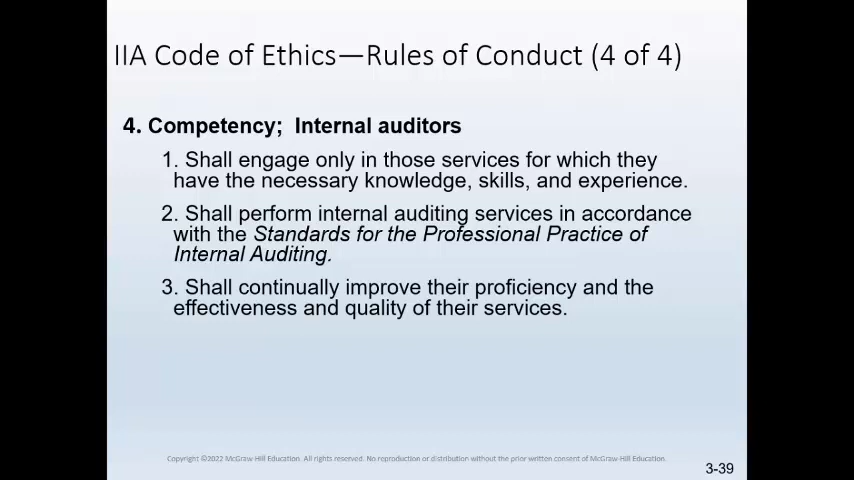 IIA Code of Ethics—Rules of Conduct (4 of 4)
4. Competency;  Internal auditors
1. Shall engage only in those services for which they
have the necessary knowledge, skills, and experience.
2. Shall perform internal auditing services in accordance
with the Standards for the Professional Practice of
Internal Auditing.
3. Shall continually improve their proficiency and the
effectiveness and quality of their services.
Copyright ©2022 McGraw-Hill Education. All rights reserved. No reproduction or distribution without the prior written consent of McGraw-Hill Education.
3-39